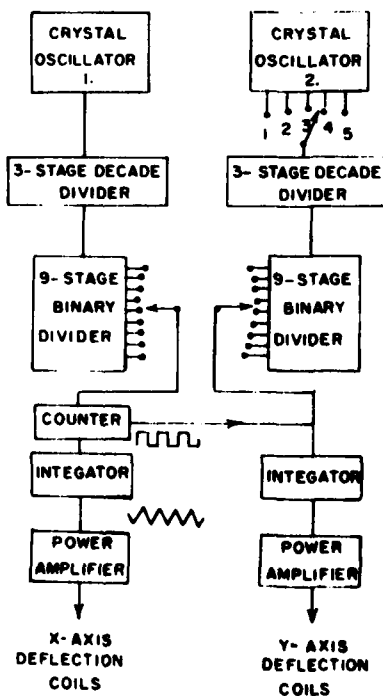 CRYSTAL
OSCILLATOR
1.
3-STAGE DECADE
DIVIDER
9-STAGE
BINARY
DIVIDER
COUNTER
INTEGATOR
POWER
AMPLIFIER
X-AXIS
DEFLECTION
COILS
CRYSTAL
OSCILLATOR
2.
1 2 3 4 5
3-STAGE DECADE
DIVIDER
9-STAGE
BINARY
DIVIDER
INTEGATOR
POWER
AMPLIFIER
Y-AXIS
DEFLECTION
COILS